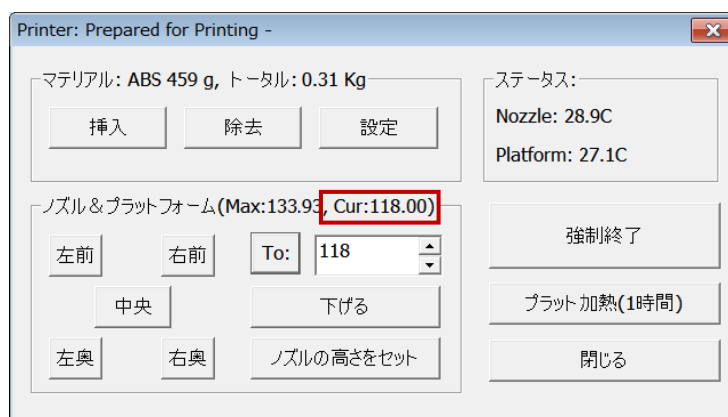 Printer: Prepared for Printing -
マテリアル: ABS 459 g, トータル: 0.31 Kg
挿入 除去 設定
ステータス:
Nozzle: 28.9C
Platform: 27.1C
ノズル＆プラットフォーム(Max:133.93, Cur:118.00)
左前 右前 To: 118
中央 下げる
左奥 右奥 ノズルの高さをセット
強制終了
プラット加熱(1時間)
閉じる